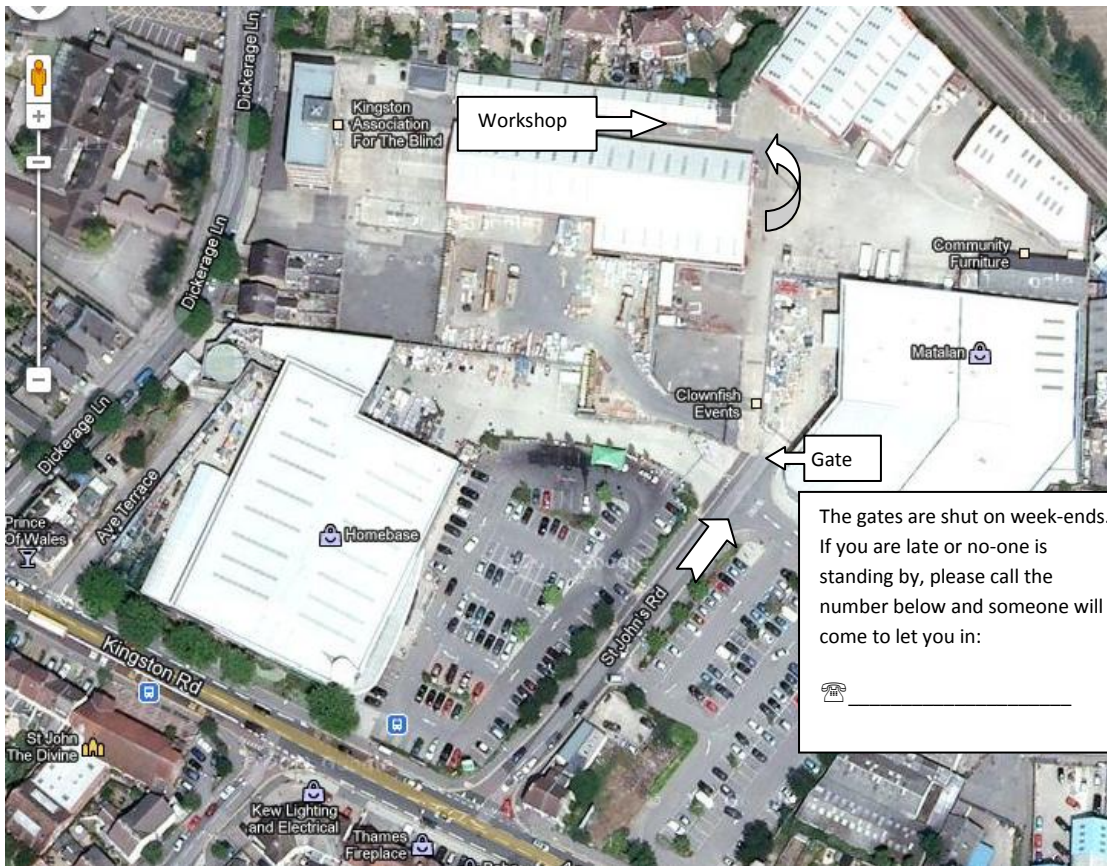 Dickerage Ln
Kingston
Association
For The Blind
Workshop
Dickerage Ln
Community
Furniture
Matalan
Clownfish
Events
Dickerage Ln
Gate
Ave Terrace
Prince
Of Wales
Homebase
The gates are shut on week-ends.
If you are late or no-one is
standing by, please call the
number below and someone will
come to let you in:
St John's Rd
Kingston Rd
St John
The Divine
Kew Lighting
and Electrical
Thames
Fireplace